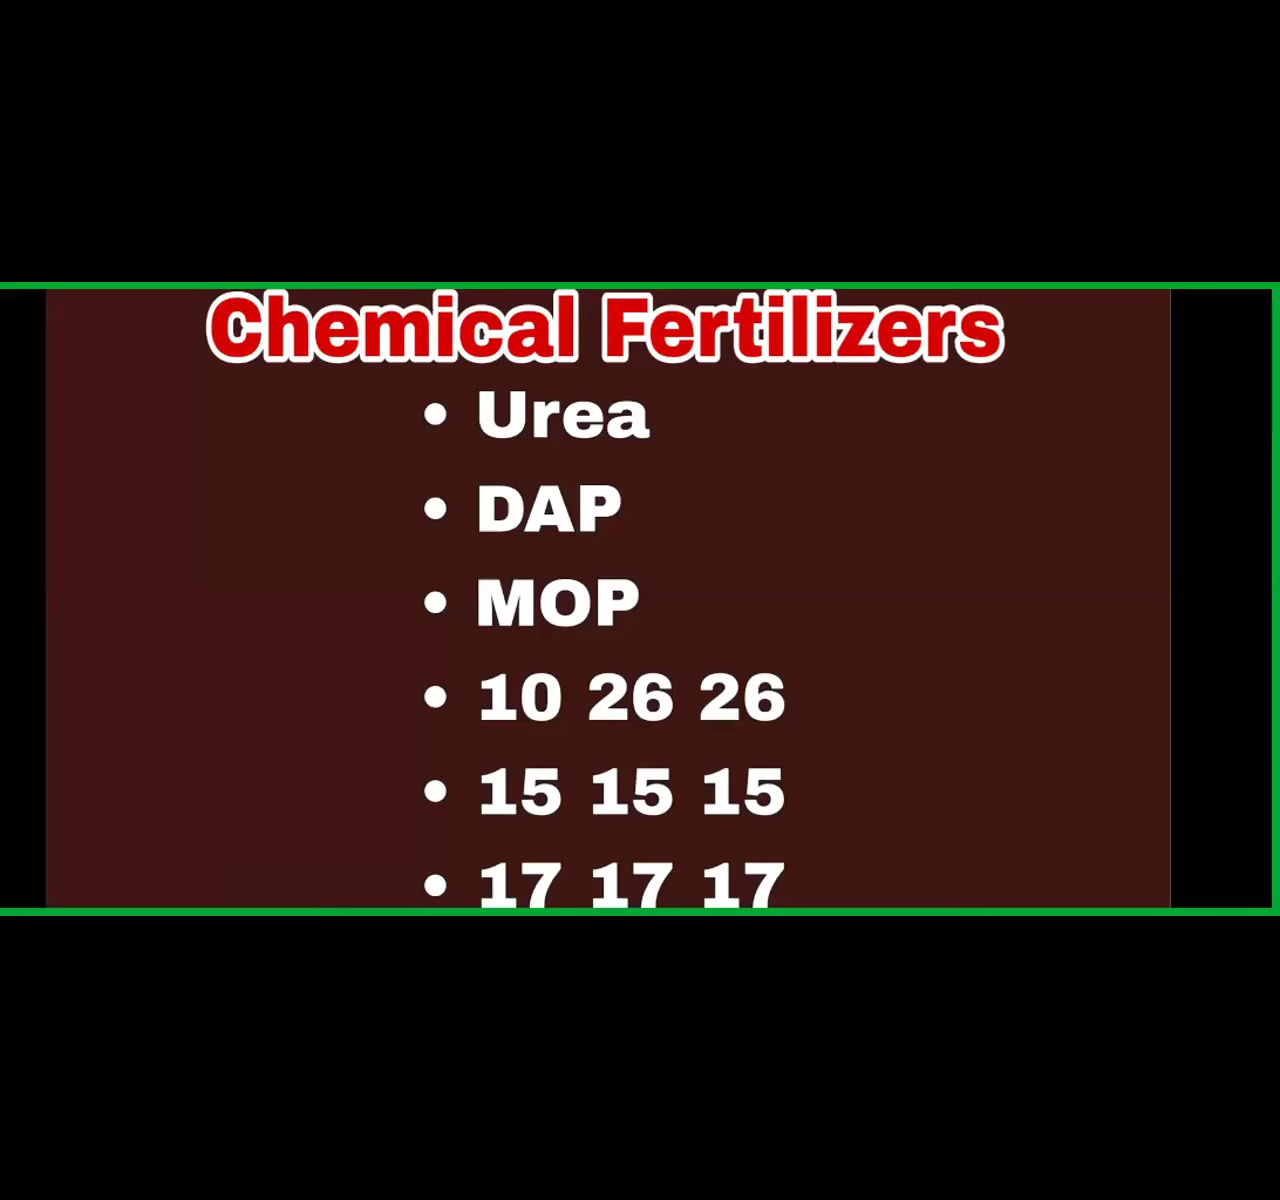 Chemical Fertilizers
• Urea
• DAP
• MOP
• 10 26 26
• 15 15 15
• 17 17 17